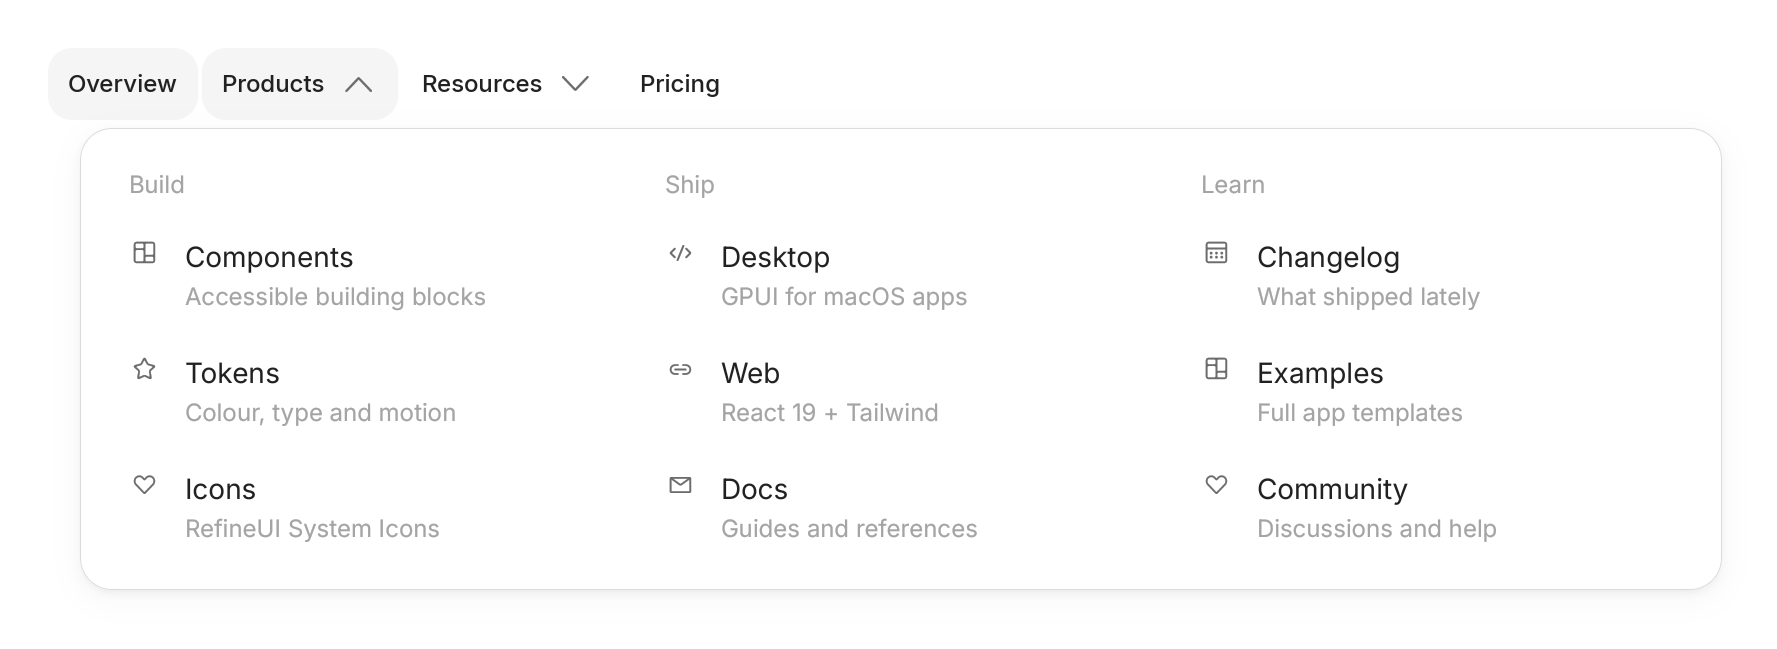 Overview Products Resources Pricing
Build
Components
Accessible building blocks
Tokens
Colour, type and motion
Icons
RefineUI System Icons
Ship
Desktop
GPUI for macOS apps
Web
React 19 + Tailwind
Docs
Guides and references
Learn
Changelog
What shipped lately
Examples
Full app templates
Community
Discussions and help